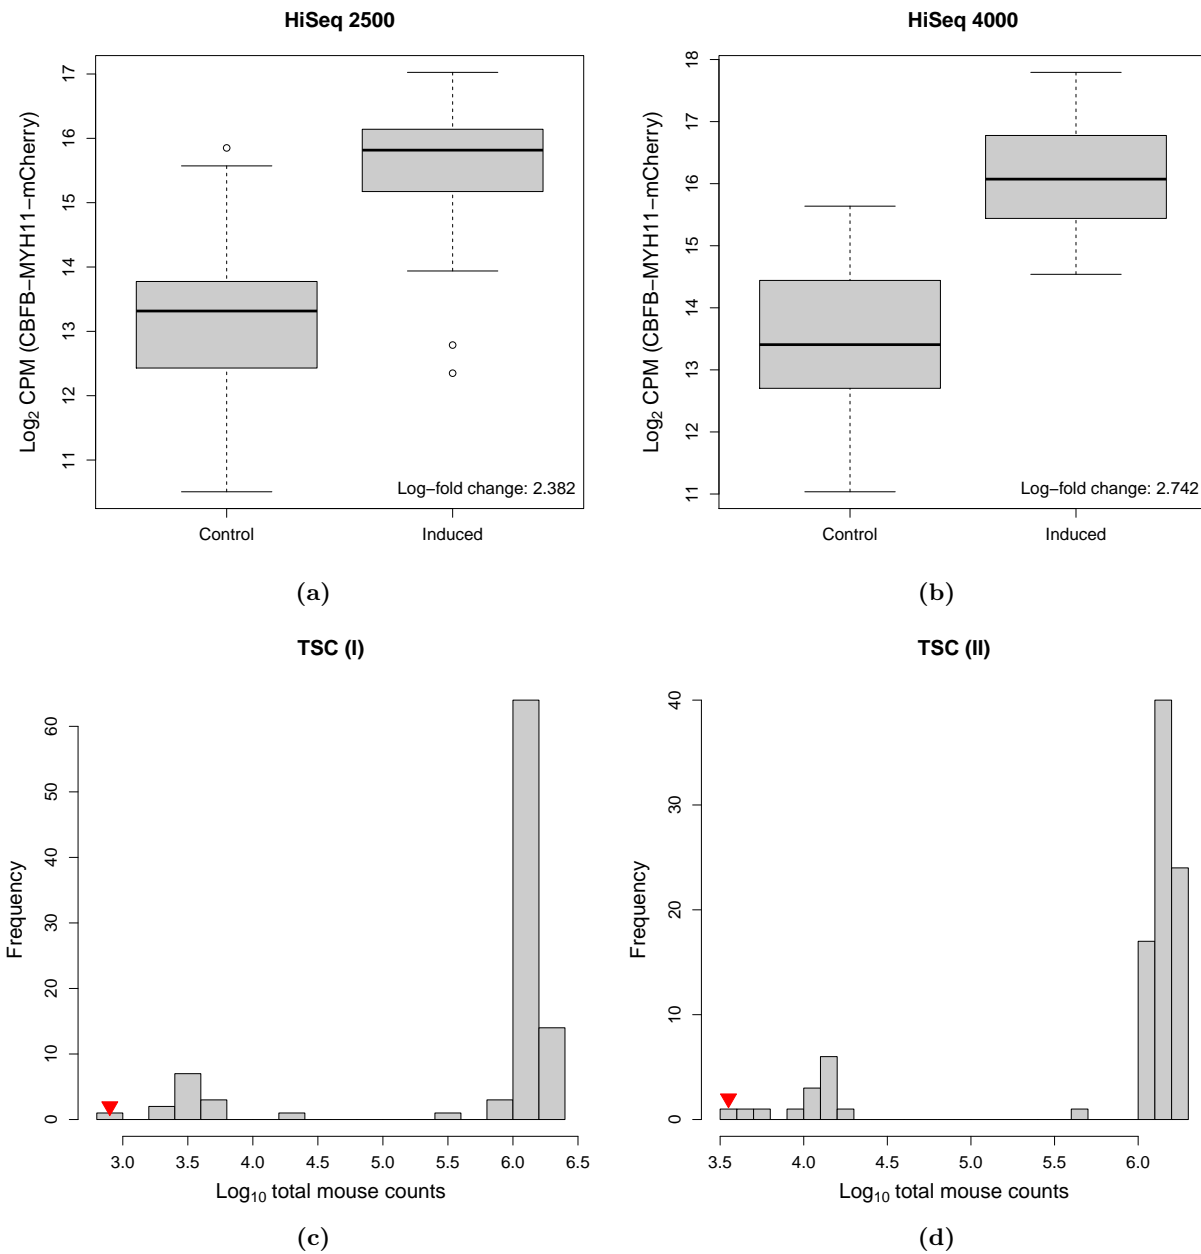 HiSeq 2500
HiSeq 4000
Log2 CPM (CBFB−MYH11−mCherry)
17
16
15
14
13
12
11
Log−fold change: 2.382
Control
Induced
(a)
Log2 CPM (CBFB−MYH11−mCherry)
18
17
16
15
14
13
12
11
Log−fold change: 2.742
Control
Induced
(b)
TSC (I)
TSC (II)
Frequency
60
50
40
30
20
10
0
3.0 3.5 4.0 4.5 5.0 5.5 6.0 6.5
Log10 total mouse counts
(c)
Frequency
40
30
20
10
0
3.5 4.0 4.5 5.0 5.5 6.0
Log10 total mouse counts
(d)